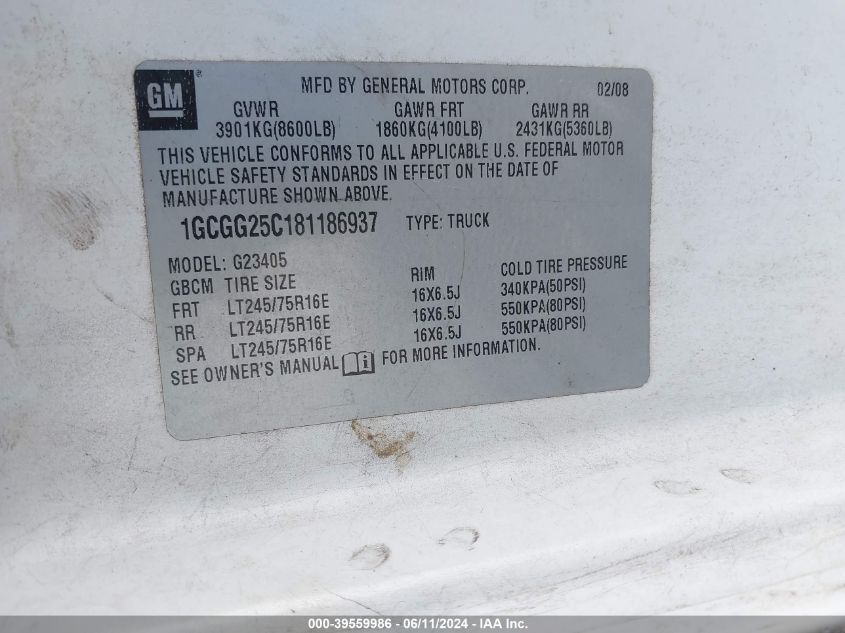 GM ® MFD BY GENERAL MOTORS CORP. 02/08
GVWR GAWR FRT GAWR RR
3901KG(8600LB) 1860KG(4100LB) 2431KG(5360LB)
THIS VEHICLE CONFORMS TO ALL APPLICABLE U.S. FEDERAL MOTOR
VEHICLE SAFETY STANDARDS IN EFFECT ON THE DATE OF
MANUFACTURE SHOWN ABOVE.
1GCGG25C181186937 TYPE: TRUCK
MODEL: G23405
GBCM TIRE SIZE RIM COLD TIRE PRESSURE
FRT LT245/75R16E 16X6.5J 340KPA(50PSI)
RR LT245/75R16E 16X6.5J 550KPA(80PSI)
SPA LT245/75R16E 16X6.5J 550KPA(80PSI)
SEE OWNER'S MANUAL FOR MORE INFORMATION.
000-39559986 - 06/11/2024 - IAA Inc.